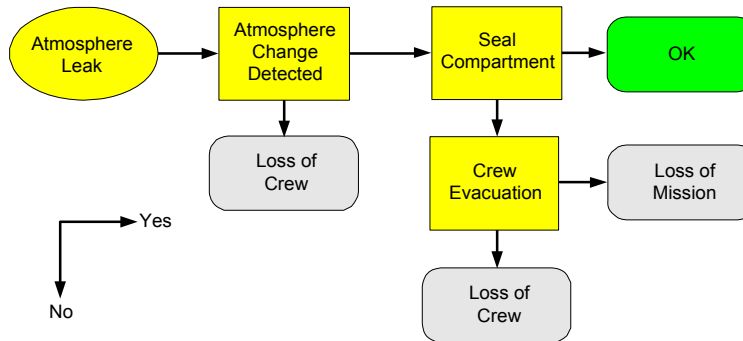 Atmosphere
Leak
Atmosphere
Change
Detected
Seal
Compartment
OK
Loss of
Crew
Crew
Evacuation
Loss of
Mission
Yes
No
Loss of
Crew